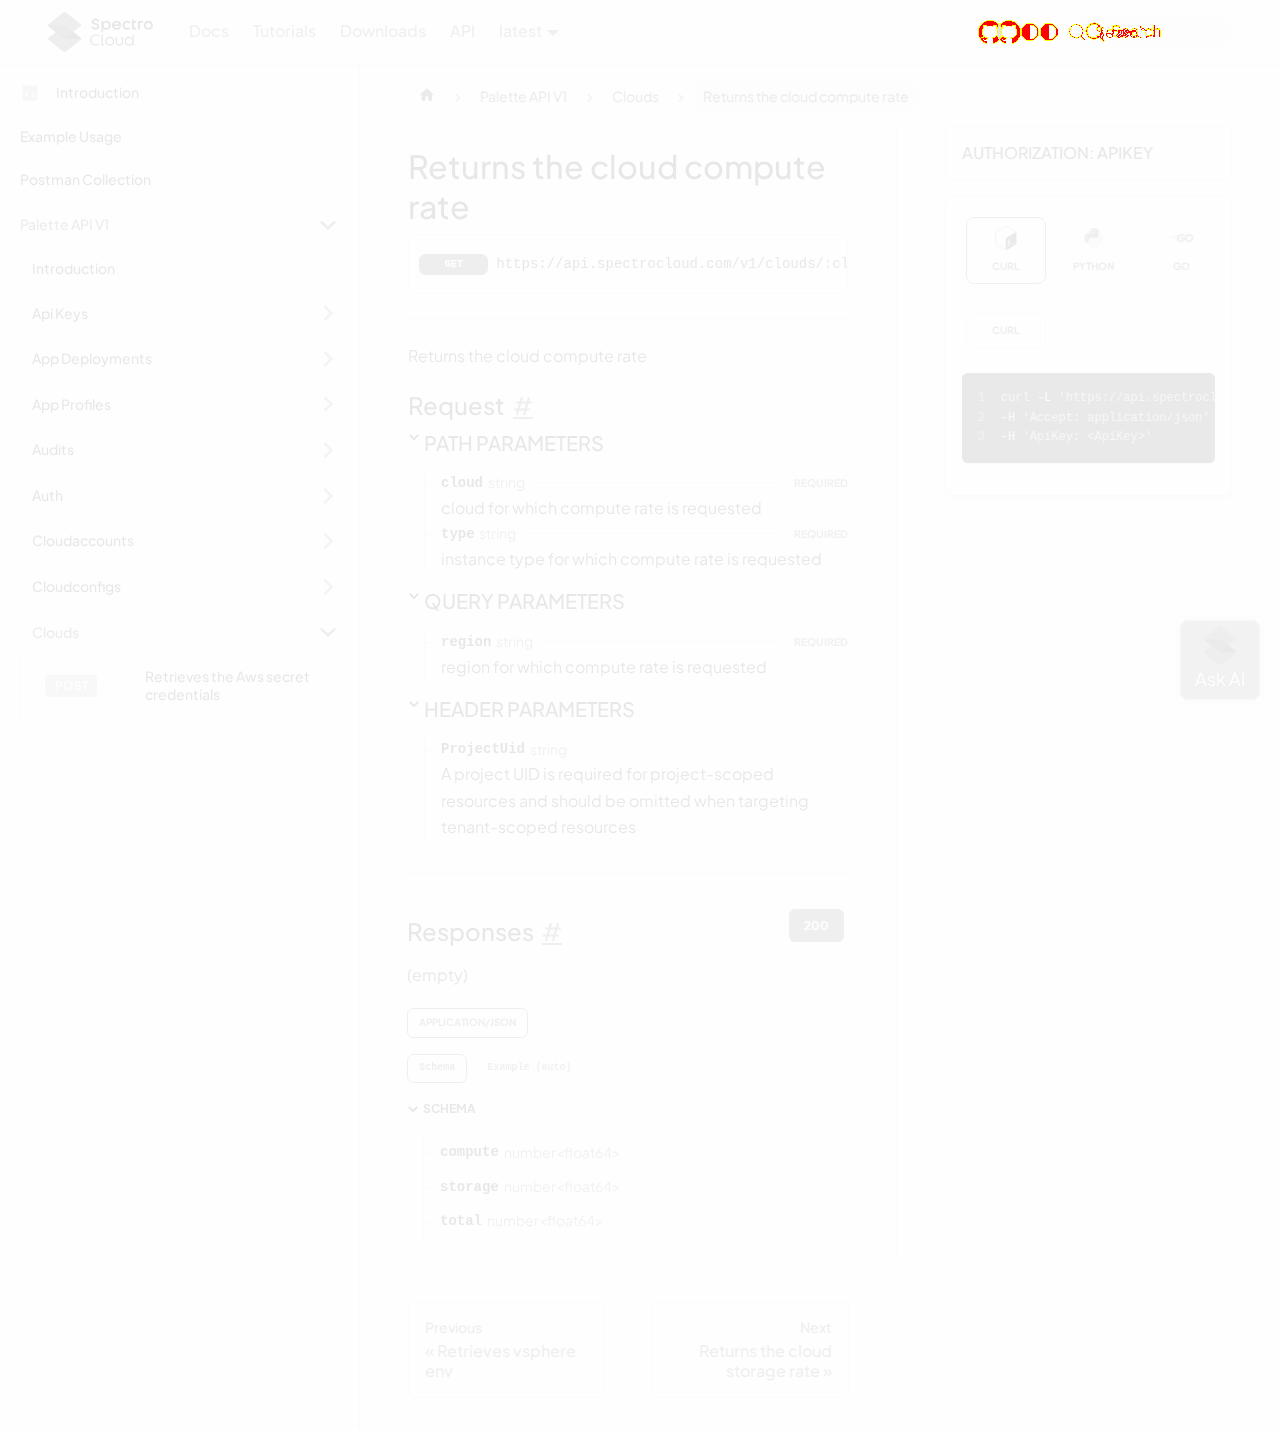 Spectro Cloud
Docs
Tutorials
Downloads
API
latest
Introduction
Example Usage
Postman Collection
Palette API V1
Introduction
Api Keys
App Deployments
App Profiles
Audits
Auth
Cloudaccounts
Cloudconfigs
Clouds
POST
Retrieves the Aws secret
credentials
Palette API V1
Clouds
Returns the cloud compute rate
Returns the cloud compute
rate
GET https://api.spectrocloud.com/v1/clouds/:cl
Returns the cloud compute rate
Request #
PATH PARAMETERS
cloud string REQUIRED
cloud for which compute rate is requested
type string REQUIRED
instance type for which compute rate is requested
QUERY PARAMETERS
region string REQUIRED
region for which compute rate is requested
HEADER PARAMETERS
ProjectUid string
A project UID is required for project-scoped
resources and should be omitted when targeting
tenant-scoped resources
Responses #
200
(empty)
APPLICATION/JSON
Schema
Example (auto)
SCHEMA
compute number<float64>
storage number<float64>
total number<float64>
Previous
« Retrieves vsphere
env
Next
Returns the cloud
storage rate »
AUTHORIZATION: APIKEY
CURL
PYTHON
GO
GO
CURL
1 curl -L 'https://api.spectrocl
2 -H 'Accept: application/json'
3 -H 'ApiKey: <ApiKey>'
Ask AI